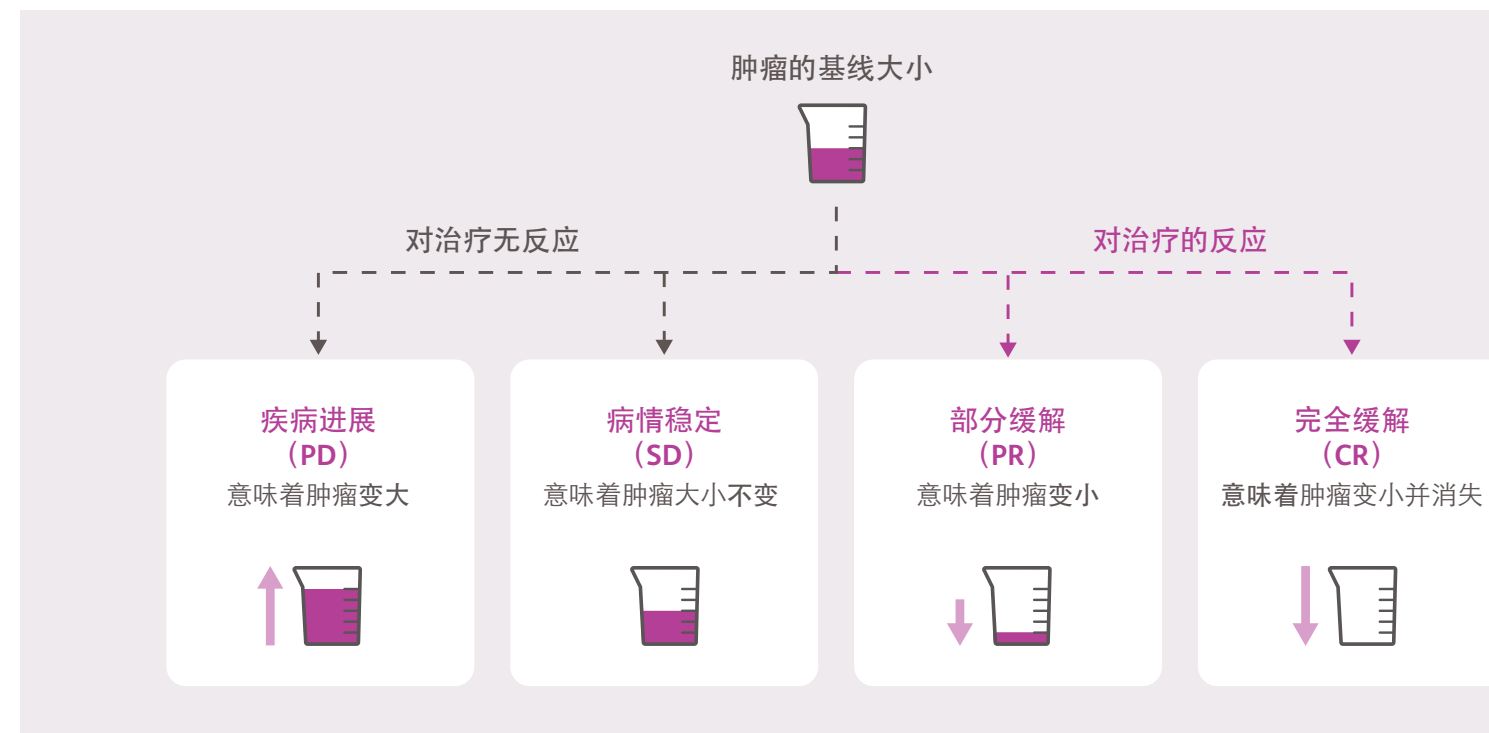 肿瘤的基线大小
对治疗无反应
对治疗的反应
疾病进展
（PD）
意味着肿瘤变大
病情稳定
（SD）
意味着肿瘤大小不变
部分缓解
（PR）
意味着肿瘤变小
完全缓解
（CR）
意味着肿瘤变小并消失